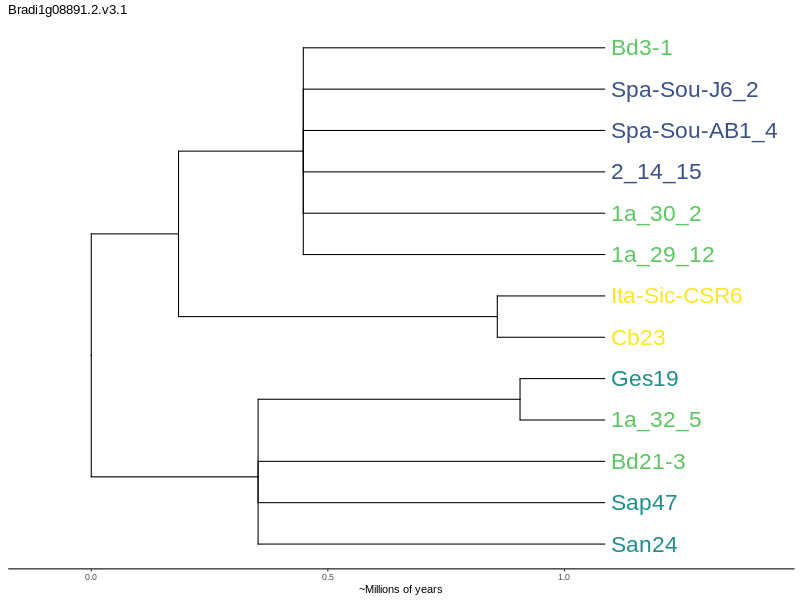 Bradi1g08891.2.v3.1
Bd3-1
Spa-Sou-J6_2
Spa-Sou-AB1_4
2_14_15
1a_30_2
1a_29_12
Ita-Sic-CSR6
Cb23
Ges19
1a_32_5
Bd21-3
Sap47
San24
0.0 0.5 1.0
~Millions of years